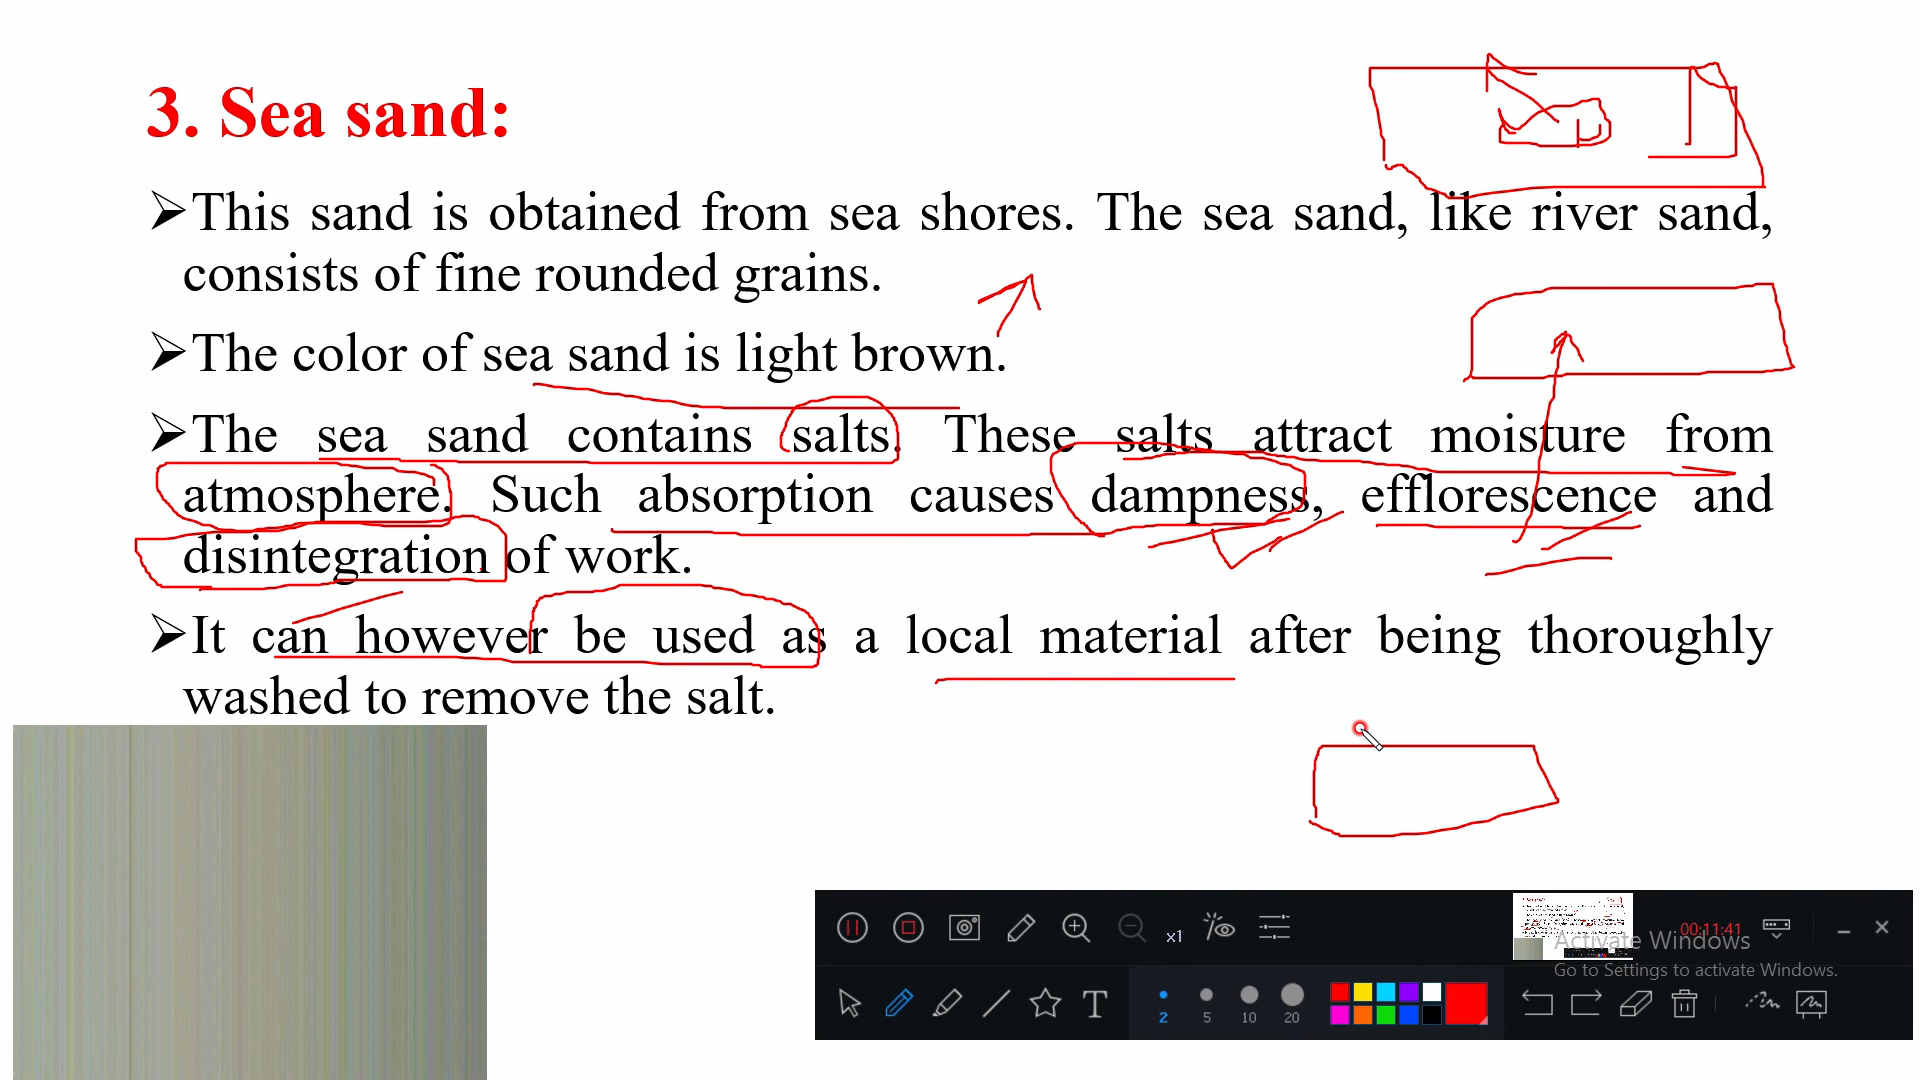 3. Sea sand:
➢This sand is obtained from sea shores. The sea sand, like river sand,
consists of fine rounded grains.
➢The color of sea sand is light brown.
➢The sea sand contains salts. These salts attract moisture from
atmosphere. Such absorption causes dampness, efflorescence and
disintegration of work.
➢It can however be used as a local material after being thoroughly
washed to remove the salt.
x1
00:11:41
Activate Windows
Go to Settings to activate Windows.
T
2 5 10 20